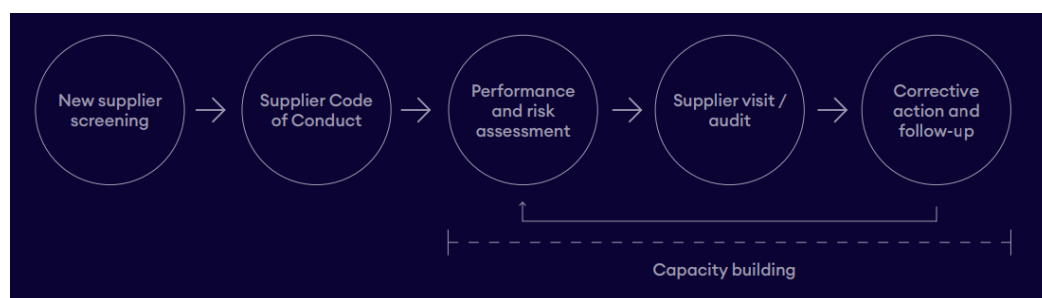 New supplier
screening
Supplier Code
of Conduct
Performance
and risk
assessment
Supplier visit /
audit
Corrective
action and
follow-up
Capacity building